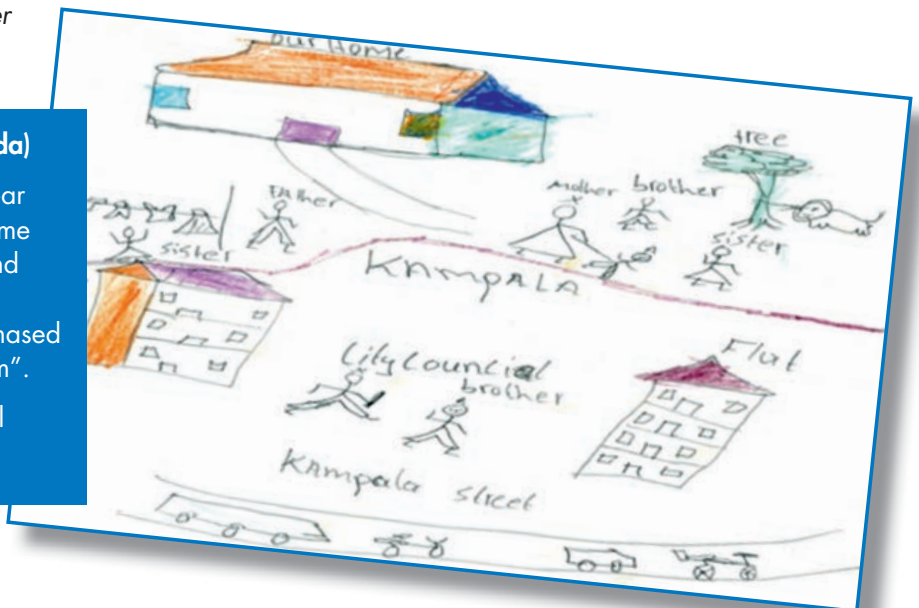 er
da)
ar
me
nd
hased
m”.
l
our Home
tree
Father
Mother
brother
sister
sister
KAMPALA
Flat
City Council
brother
Kampala street